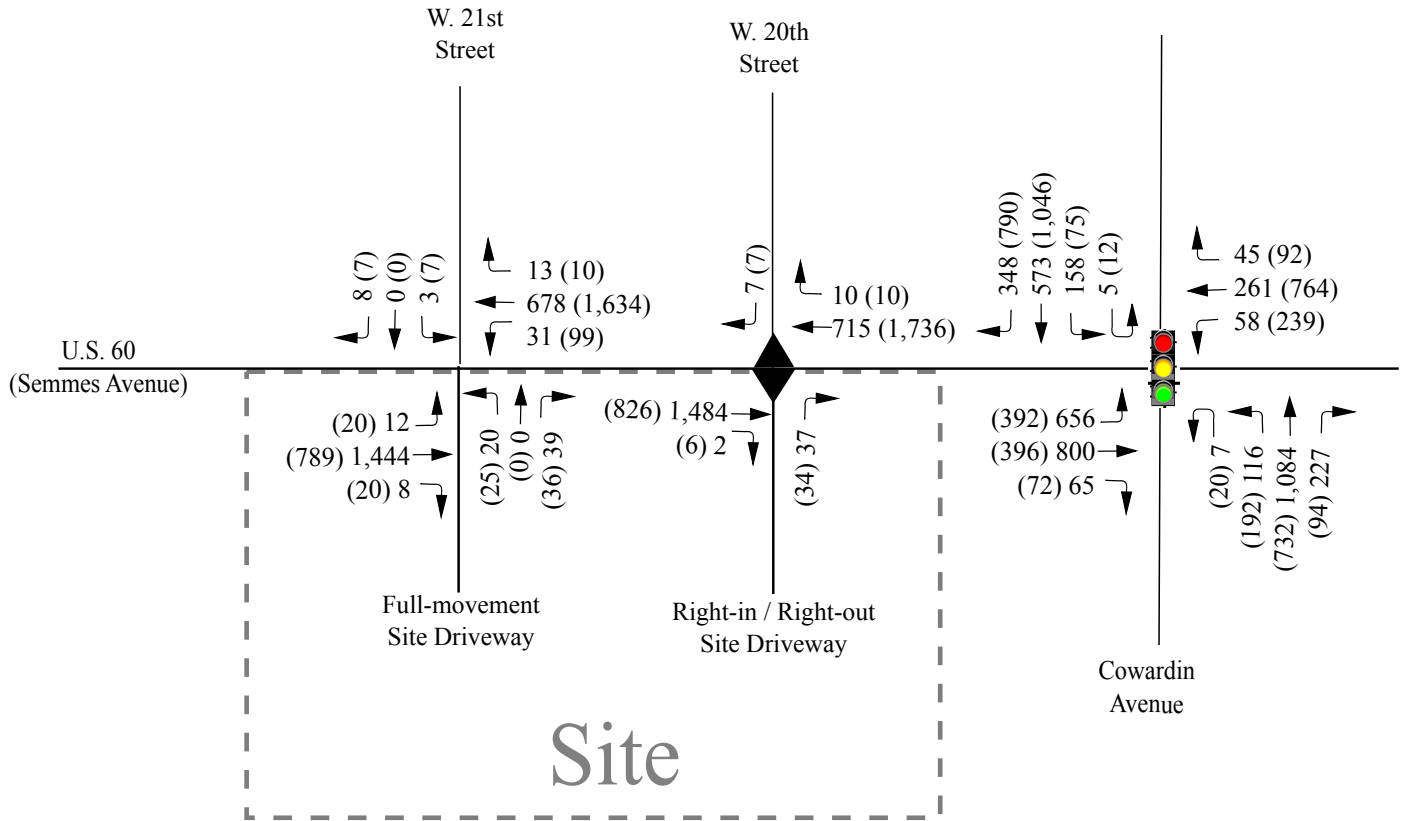 W. 21st
Street
W. 20th
Street
8 (7)
0 (0)
3 (7)
13 (10)
678 (1,634)
31 (99)
7 (7)
10 (10)
715 (1,736)
348 (790)
573 (1,046)
158 (75)
5 (12)
45 (92)
261 (764)
58 (239)
U.S. 60
(Semmes Avenue)
(20) 12
(789) 1,444
(20) 8
(25) 20
(0) 0
(36) 39
(826) 1,484
(6) 2
(34) 37
(392) 656
(396) 800
(72) 65
(20) 7
(192) 116
(732) 1,084
(94) 227
Full-movement
Site Driveway
Right-in / Right-out
Site Driveway
Cowardin
Avenue
Site